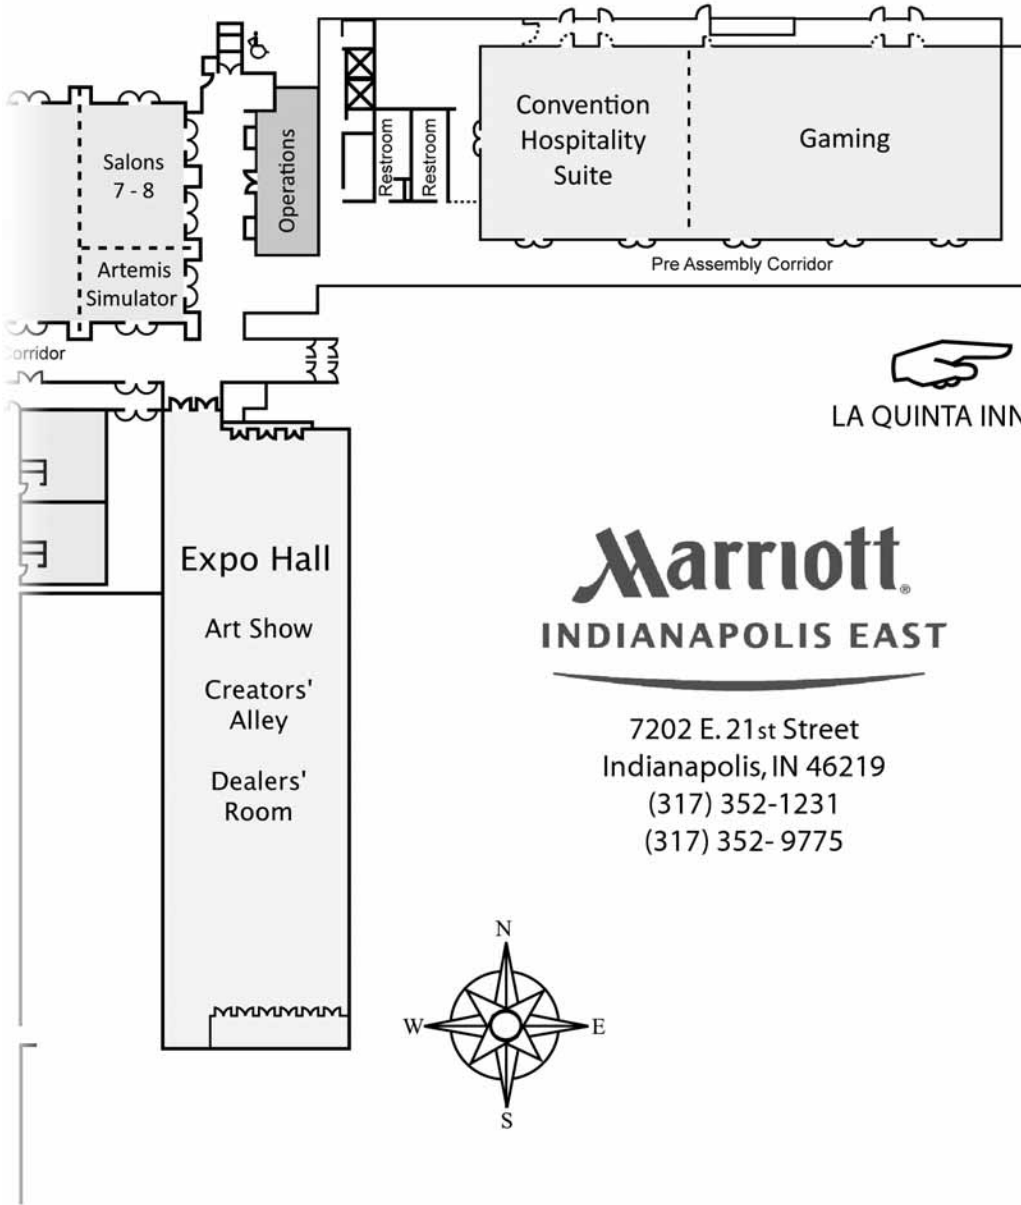 Convention
Hospitality
Suite
Gaming
Restroom
Restroom
Operations
Salons
7 - 8
Artemis
Simulator
Pre Assembly Corridor
Corridor
LA QUINTA INN
Expo Hall
Art Show
Creators'
Alley
Dealers'
Room
Marriott®
INDIANAPOLIS EAST
7202 E. 21st Street
Indianapolis, IN 46219
(317) 352-1231
(317) 352- 9775
N
W
E
S